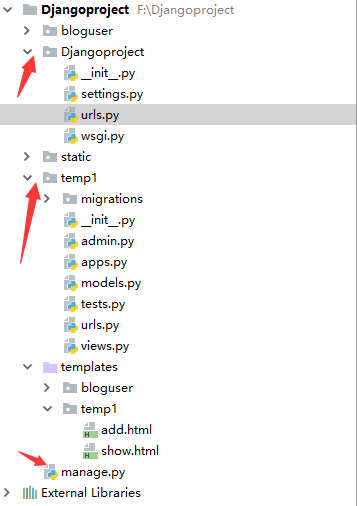 Djangoproject F:\Djangoproject
bloguser
Djangoproject
__init__.py
settings.py
urls.py
wsgi.py
static
temp1
migrations
__init__.py
admin.py
apps.py
models.py
tests.py
urls.py
views.py
templates
bloguser
temp1
add.html
show.html
manage.py
External Libraries